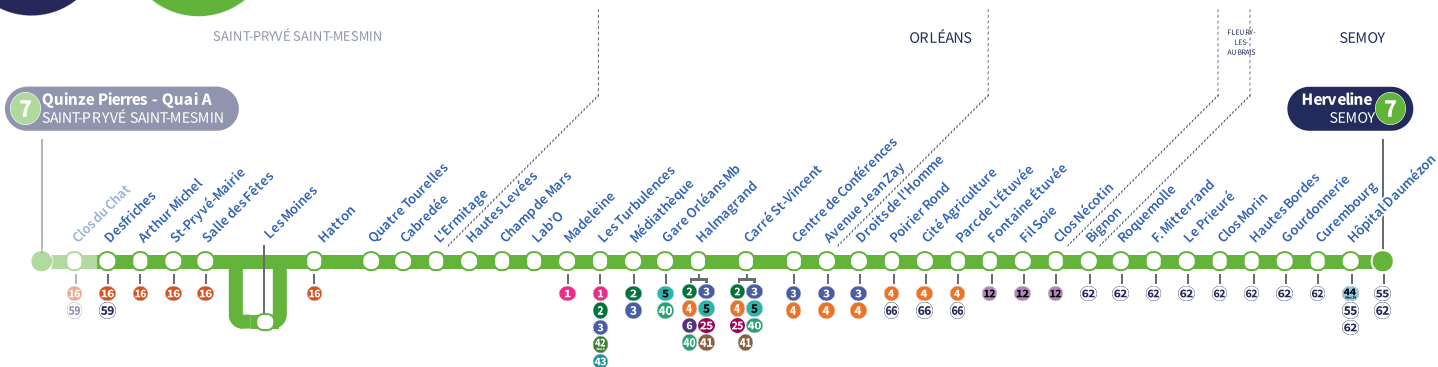 SAINT-PRYVÉ SAINT-MESMIN
ORLÉANS
FLEURY-
LES-
AUBRAIS
SEMOY
7 Quinze Pierres - Quai A
SAINT-PRYVÉ SAINT-MESMIN
Herveline 7
SEMOY
Clos du Chat
Desfriches
Arthur Michel
St-Pryvé-Mairie
Salle des Fêtes
Les Moines
Hatton
Quatre Tourelles
Cabredée
L'Ermitage
Hautes Levées
Champ de Mars
Lab'O
Madeleine
Les Turbulences
Médiathèque
Gare Orléans Mb
Halmagrand
Carré St-Vincent
Centre de Conférences
Avenue Jean Zay
Droits de l'Homme
Poirier Rond
Cité Agriculture
Parc de L'Étuvée
Fontaine Étuvée
Fil Soie
Clos Nécotin
Bignon
Roquemolle
F. Mitterrand
Le Prieuré
Clos Morin
Hautes Bordes
Gourdonnerie
Curembourg
Hôpital Daumézon
16 16 16 16 16 16 1 1 2 5 2 3 2 3 3 3 3 4 4 4 12 12 12 62 62 62 62 62 62 62 62 44 55
59 59 2 3 40 4 5 4 5 4 4 4 66 66 66 55 62
3 6 25 25 40 62
42 40 41 41
43